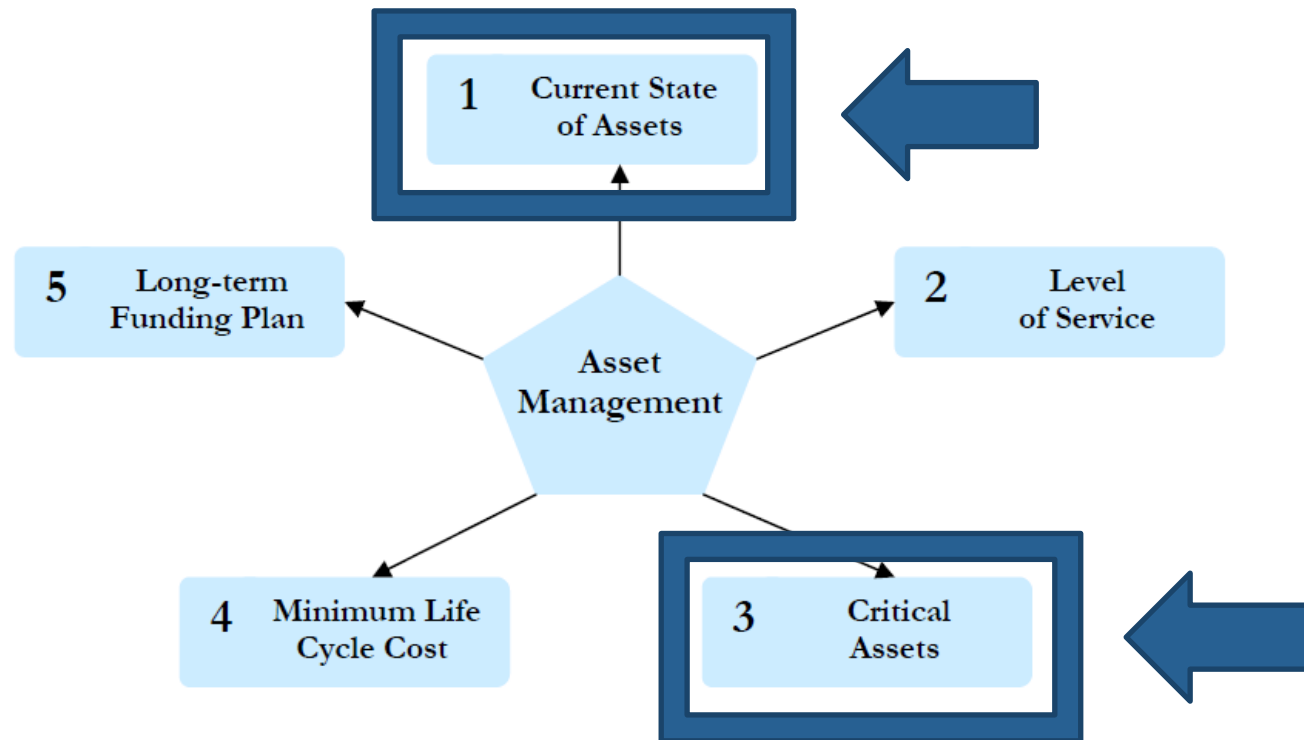 1 Current State
of Assets
5 Long-term
Funding Plan
2 Level
of Service
Asset
Management
4 Minimum Life
Cycle Cost
3 Critical
Assets